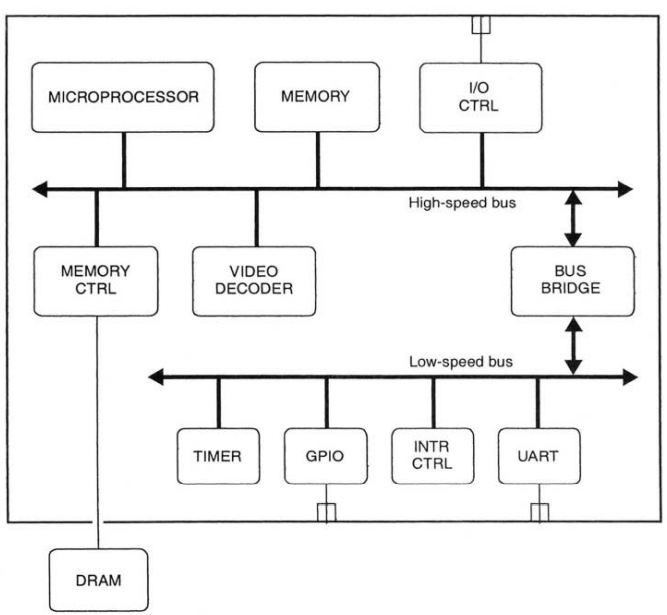 MICROPROCESSOR
MEMORY
I/O
CTRL
High-speed bus
MEMORY
CTRL
VIDEO
DECODER
BUS
BRIDGE
Low-speed bus
TIMER
GPIO
INTR
CTRL
UART
DRAM